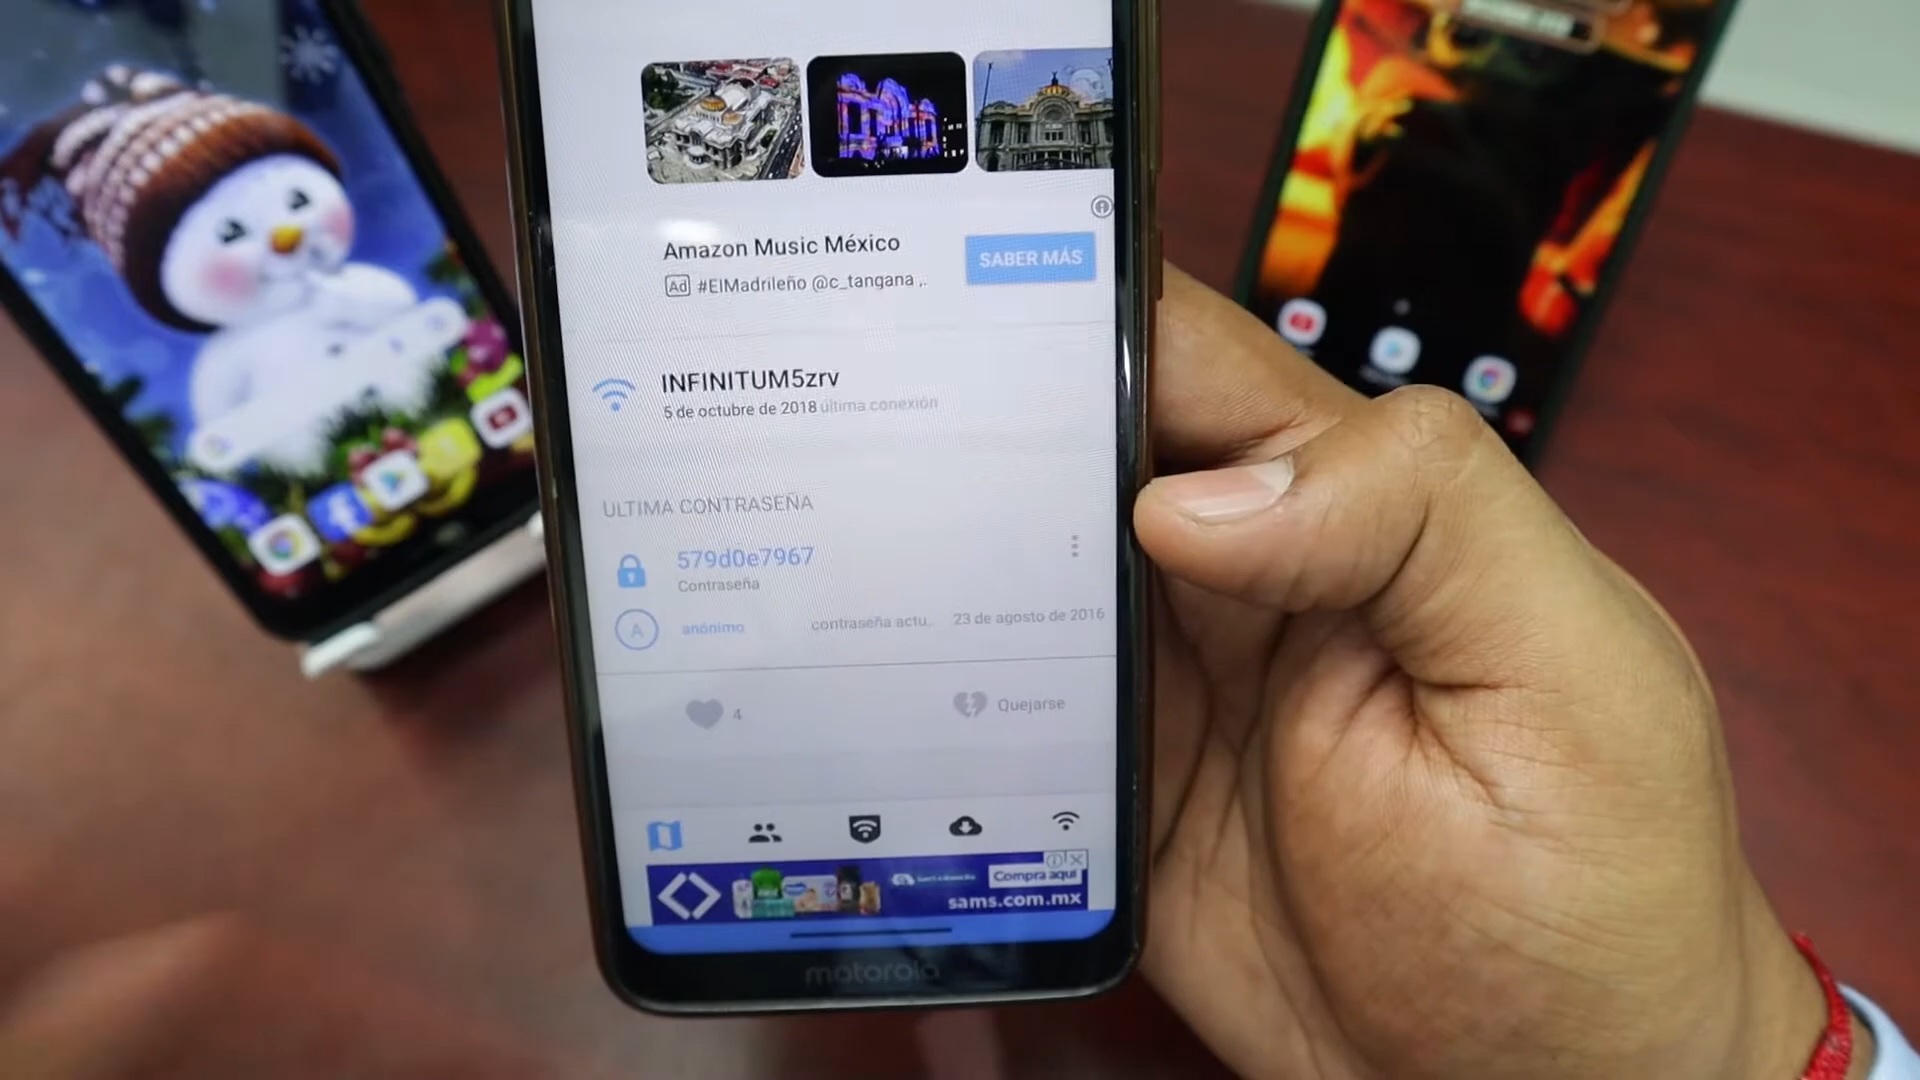 Amazon Music México
SABER MÁS
Ad #ElMadrileño @c_tangana ,.
INFINITUM5zrv
5 de octubre de 2018 última conexión
ULTIMA CONTRASEÑA
579d0e7967
Contraseña
A anónimo contraseña actu.. 23 de agosto de 2016
4 Quejarse
Compra aquí
sams.com.mx
motorola